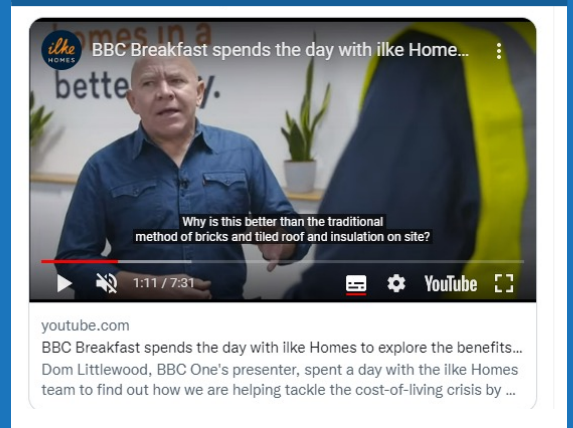 omes in a
bette
y.
ilke
HOMES
BBC Breakfast spends the day with ilke Home...
Why is this better than the traditional
method of bricks and tiled roof and insulation on site?
1:11 / 7:31
YouTube
youtube.com
BBC Breakfast spends the day with ilke Homes to explore the benefits...
Dom Littlewood, BBC One's presenter, spent a day with the ilke Homes
team to find out how we are helping tackle the cost-of-living crisis by ...